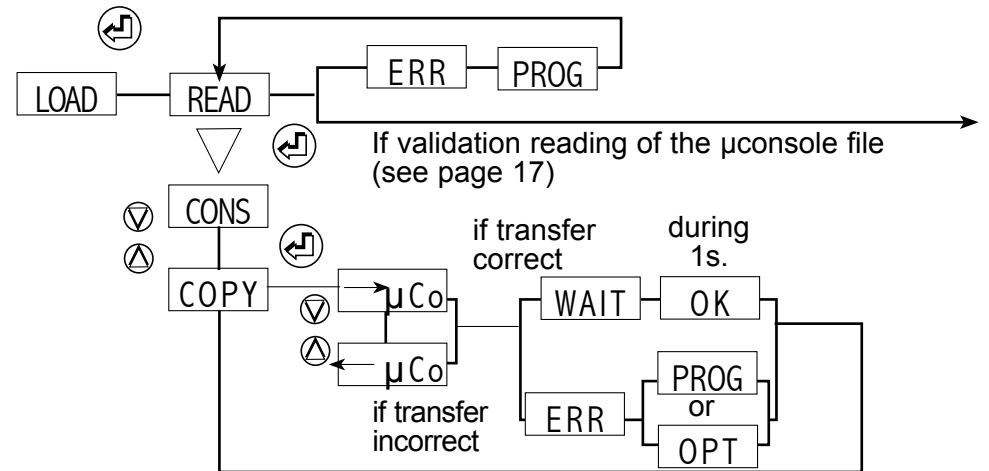 ERR
PROG
LOAD
READ
If validation reading of the µconsole file
(see page 17)
CONS
COPY
µCo
µCo
if transfer
correct
during
1s.
WAIT
OK
if transfer
incorrect
ERR
PROG
or
OPT